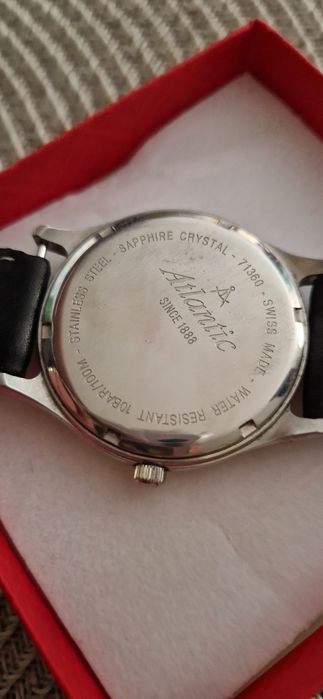 STAINLESS STEEL - SAPPHIRE CRYSTAL - 71360 - SWISS MADE - WATER RESISTANT 10BAR/100M -
Atlantic
SINCE 1888